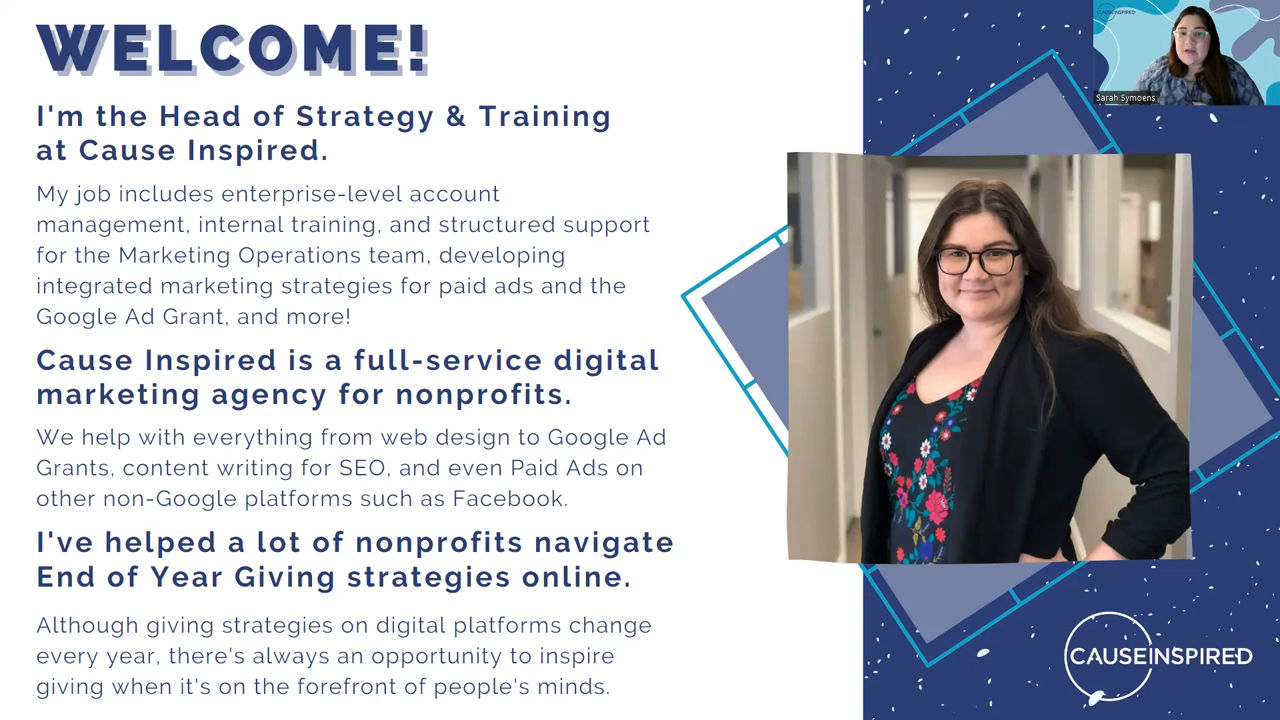 WELCOME!
I'm the Head of Strategy & Training
at Cause Inspired.
My job includes enterprise-level account
management, internal training, and structured support
for the Marketing Operations team, developing
integrated marketing strategies for paid ads and the
Google Ad Grant, and more!
Cause Inspired is a full-service digital
marketing agency for nonprofits.
We help with everything from web design to Google Ad
Grants, content writing for SEO, and even Paid Ads on
other non-Google platforms such as Facebook.
I've helped a lot of nonprofits navigate
End of Year Giving strategies online.
Although giving strategies on digital platforms change
every year, there's always an opportunity to inspire
giving when it's on the forefront of people's minds.
CAUSEINSPIRED
Sarah Symoens
CAUSEINSPIRED